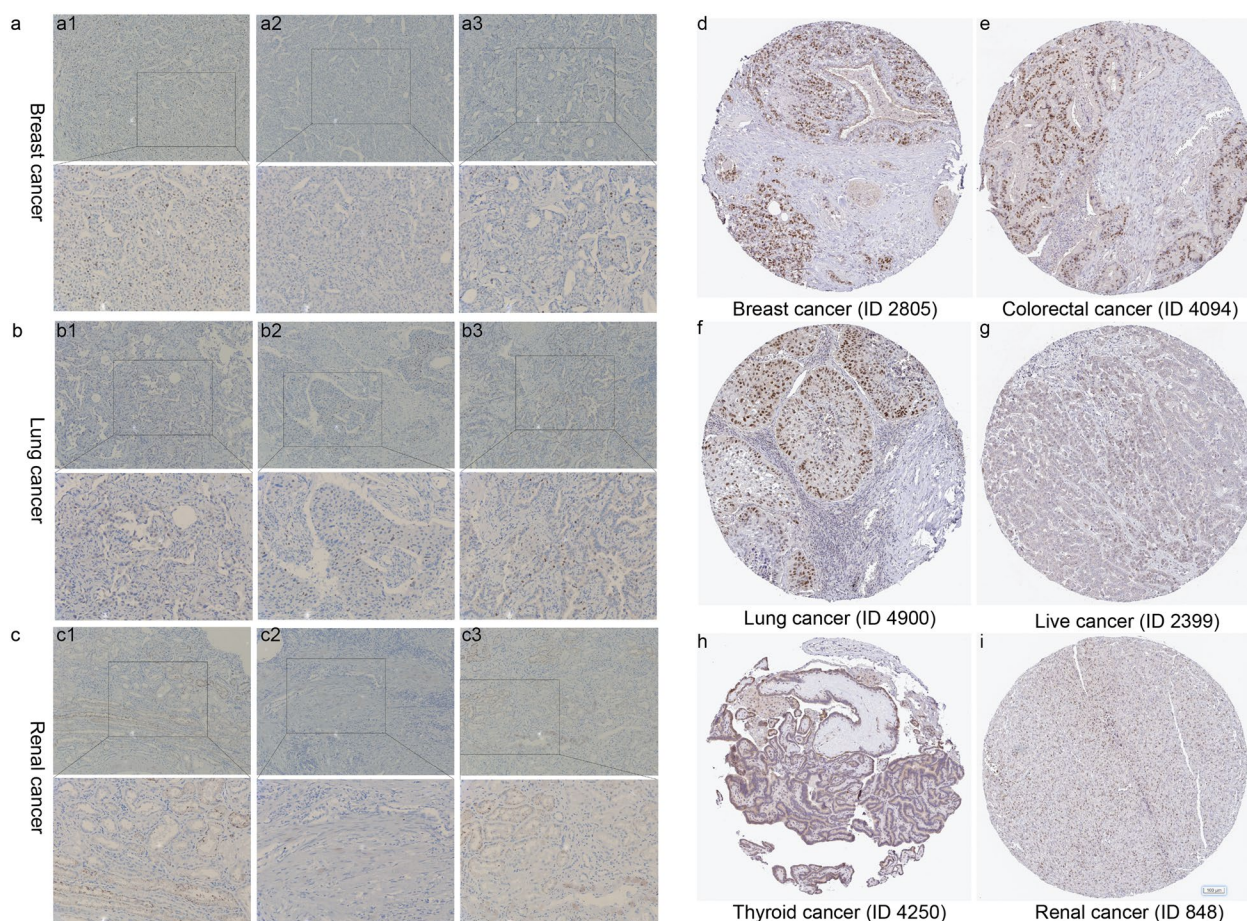 a
a1
a2
a3
Breast cancer
b
b1
b2
b3
Lung cancer
c
c1
c2
c3
Renal cancer
d
e
Breast cancer (ID 2805)
Colorectal cancer (ID 4094)
f
g
Lung cancer (ID 4900)
Live cancer (ID 2399)
h
i
100 μm
Thyroid cancer (ID 4250)
Renal cancer (ID 848)